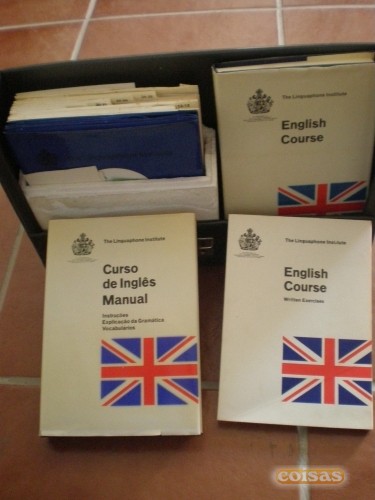 The Linguaphone Institute
English
Course
The Linguaphone Institute
Curso
de Inglês
Manual
Instruções
Explicação da Gramática
Vocabulários
The Linguaphone Institute
English
Course
Written Exercises
coisas